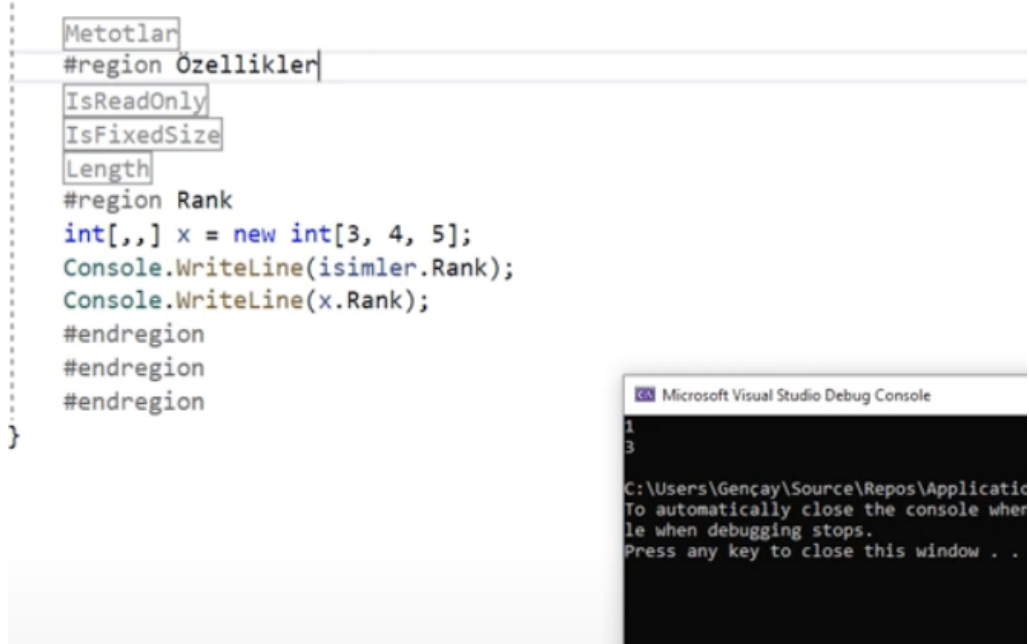 Metotlar
#region Özellikler
IsReadOnly
IsFixedSize
Length
#region Rank
int[,,] x = new int[3, 4, 5];
Console.WriteLine(isimler.Rank);
Console.WriteLine(x.Rank);
#endregion
#endregion
#endregion
}
Microsoft Visual Studio Debug Console
1
3
C:\Users\Gençay\Source\Repos\Applicatio
To automatically close the console when
le when debugging stops.
Press any key to close this window . .